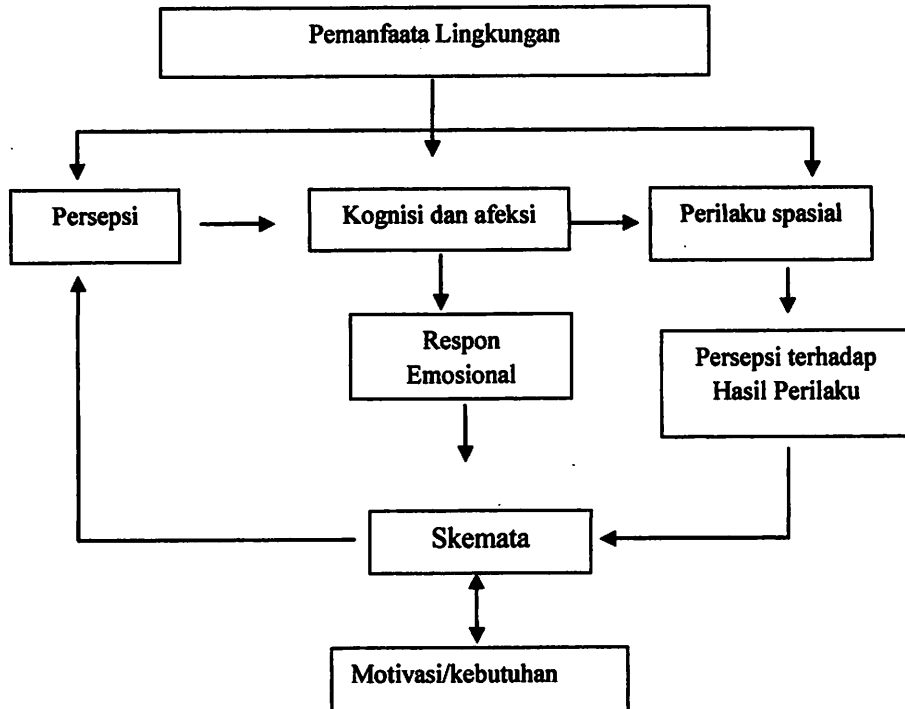 Pemanfaata Lingkungan
Persepsi
Kognisi dan afeksi
Perilaku spasial
Respon
Emosional
Persepsi terhadap
Hasil Perilaku
Skemata
Motivasi/kebutuhan